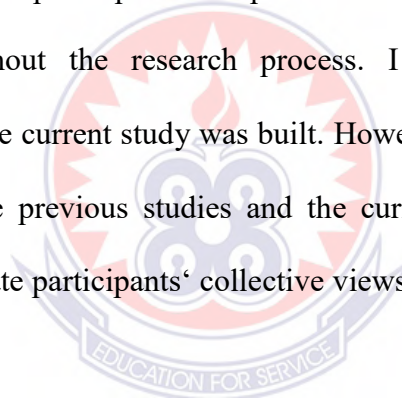 out the research process. I
e current study was built. Howe
e previous studies and the cur
te participants‘ collective views
EDUCATION FOR SERVICE